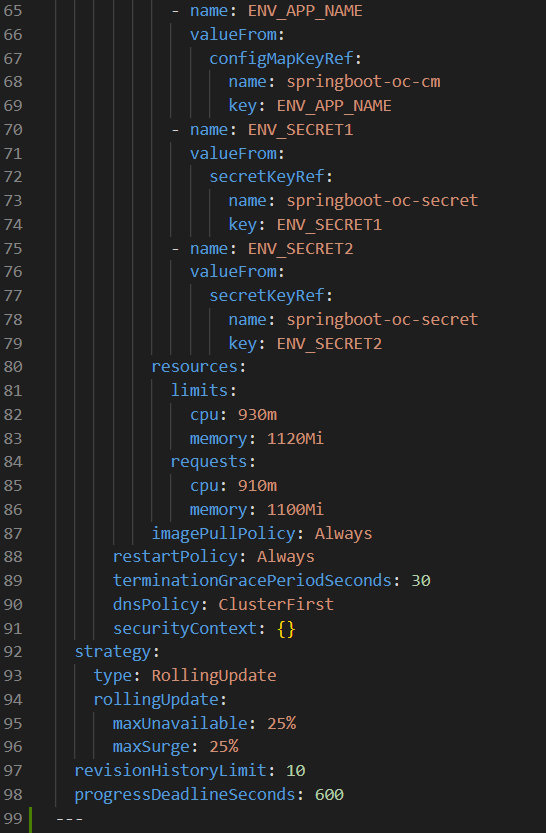 65 - name: ENV_APP_NAME
66 valueFrom:
67 configMapKeyRef:
68 name: springboot-oc-cm
69 key: ENV_APP_NAME
70 - name: ENV_SECRET1
71 valueFrom:
72 secretKeyRef:
73 name: springboot-oc-secret
74 key: ENV_SECRET1
75 - name: ENV_SECRET2
76 valueFrom:
77 secretKeyRef:
78 name: springboot-oc-secret
79 key: ENV_SECRET2
80 resources:
81 limits:
82 cpu: 930m
83 memory: 1120Mi
84 requests:
85 cpu: 910m
86 memory: 1100Mi
87 imagePullPolicy: Always
88 restartPolicy: Always
89 terminationGracePeriodSeconds: 30
90 dnsPolicy: ClusterFirst
91 securityContext: {}
92 strategy:
93 type: RollingUpdate
94 rollingUpdate:
95 maxUnavailable: 25%
96 maxSurge: 25%
97 revisionHistoryLimit: 10
98 progressDeadlineSeconds: 600
99 ---